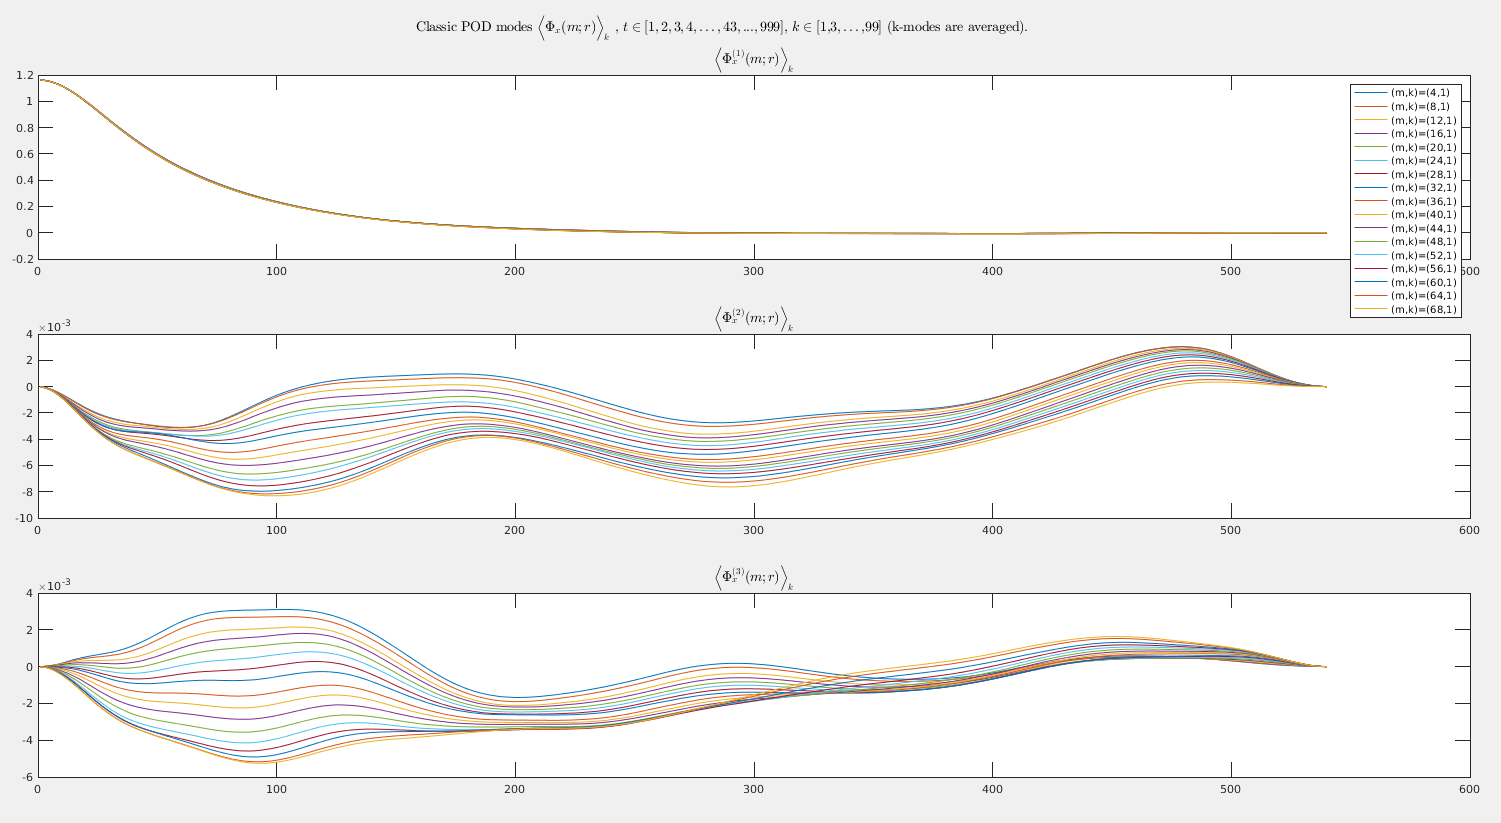 Classic POD modes ⟨Φₓ(m; r)⟩ₖ , t ∈ [1, 2, 3, 4, . . . , 43, ..., 999], k ∈ [1,3, . . . ,99] (k-modes are averaged).
⟨Φₓ⁽¹⁾(m; r)⟩ₖ
1.2
1
0.8
0.6
0.4
0.2
0
-0.2
0 100 200 300 400 500 600
(m,k)=(4,1)
(m,k)=(8,1)
(m,k)=(12,1)
(m,k)=(16,1)
(m,k)=(20,1)
(m,k)=(24,1)
(m,k)=(28,1)
(m,k)=(32,1)
(m,k)=(36,1)
(m,k)=(40,1)
(m,k)=(44,1)
(m,k)=(48,1)
(m,k)=(52,1)
(m,k)=(56,1)
(m,k)=(60,1)
(m,k)=(64,1)
(m,k)=(68,1)
⟨Φₓ⁽²⁾(m; r)⟩ₖ
×10⁻³
4
2
0
-2
-4
-6
-8
-10
0 100 200 300 400 500 600
⟨Φₓ⁽³⁾(m; r)⟩ₖ
×10⁻³
4
2
0
-2
-4
-6
0 100 200 300 400 500 600